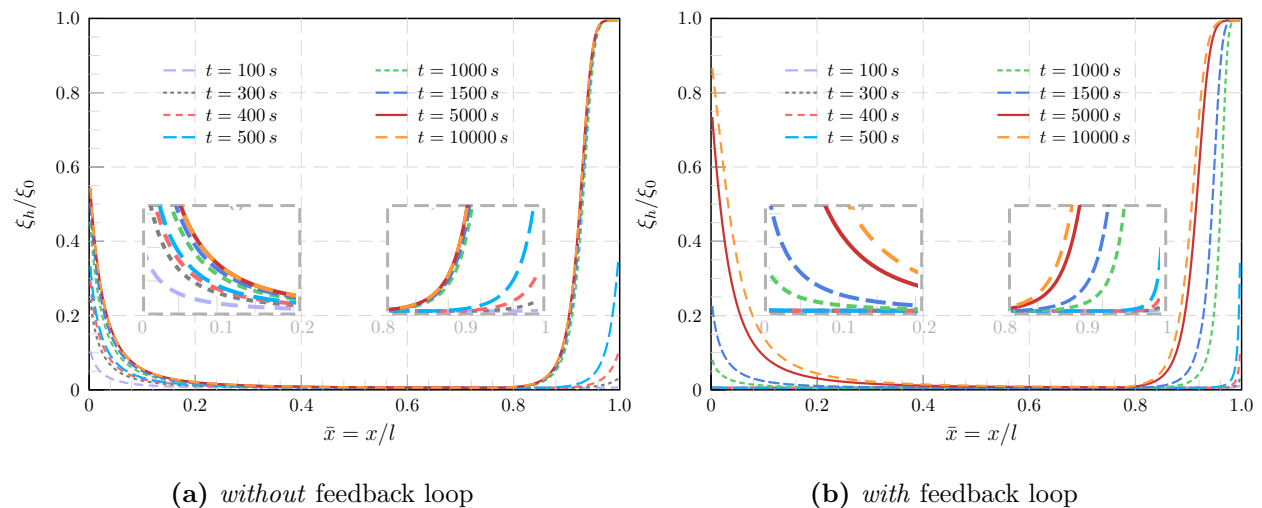 1.0
0.8
0.6
0.4
0.2
0
ξ_h/ξ_0
t = 100 s
t = 300 s
t = 400 s
t = 500 s
t = 1000 s
t = 1500 s
t = 5000 s
t = 10000 s
0 0.1 0.2
0.8 0.9 1
0 0.2 0.4 0.6 0.8 1.0
x̄ = x/l
(a) without feedback loop
1.0
0.8
0.6
0.4
0.2
0
ξ_h/ξ_0
t = 100 s
t = 300 s
t = 400 s
t = 500 s
t = 1000 s
t = 1500 s
t = 5000 s
t = 10000 s
0 0.1 0.2
0.8 0.9 1
0 0.2 0.4 0.6 0.8 1.0
x̄ = x/l
(b) with feedback loop